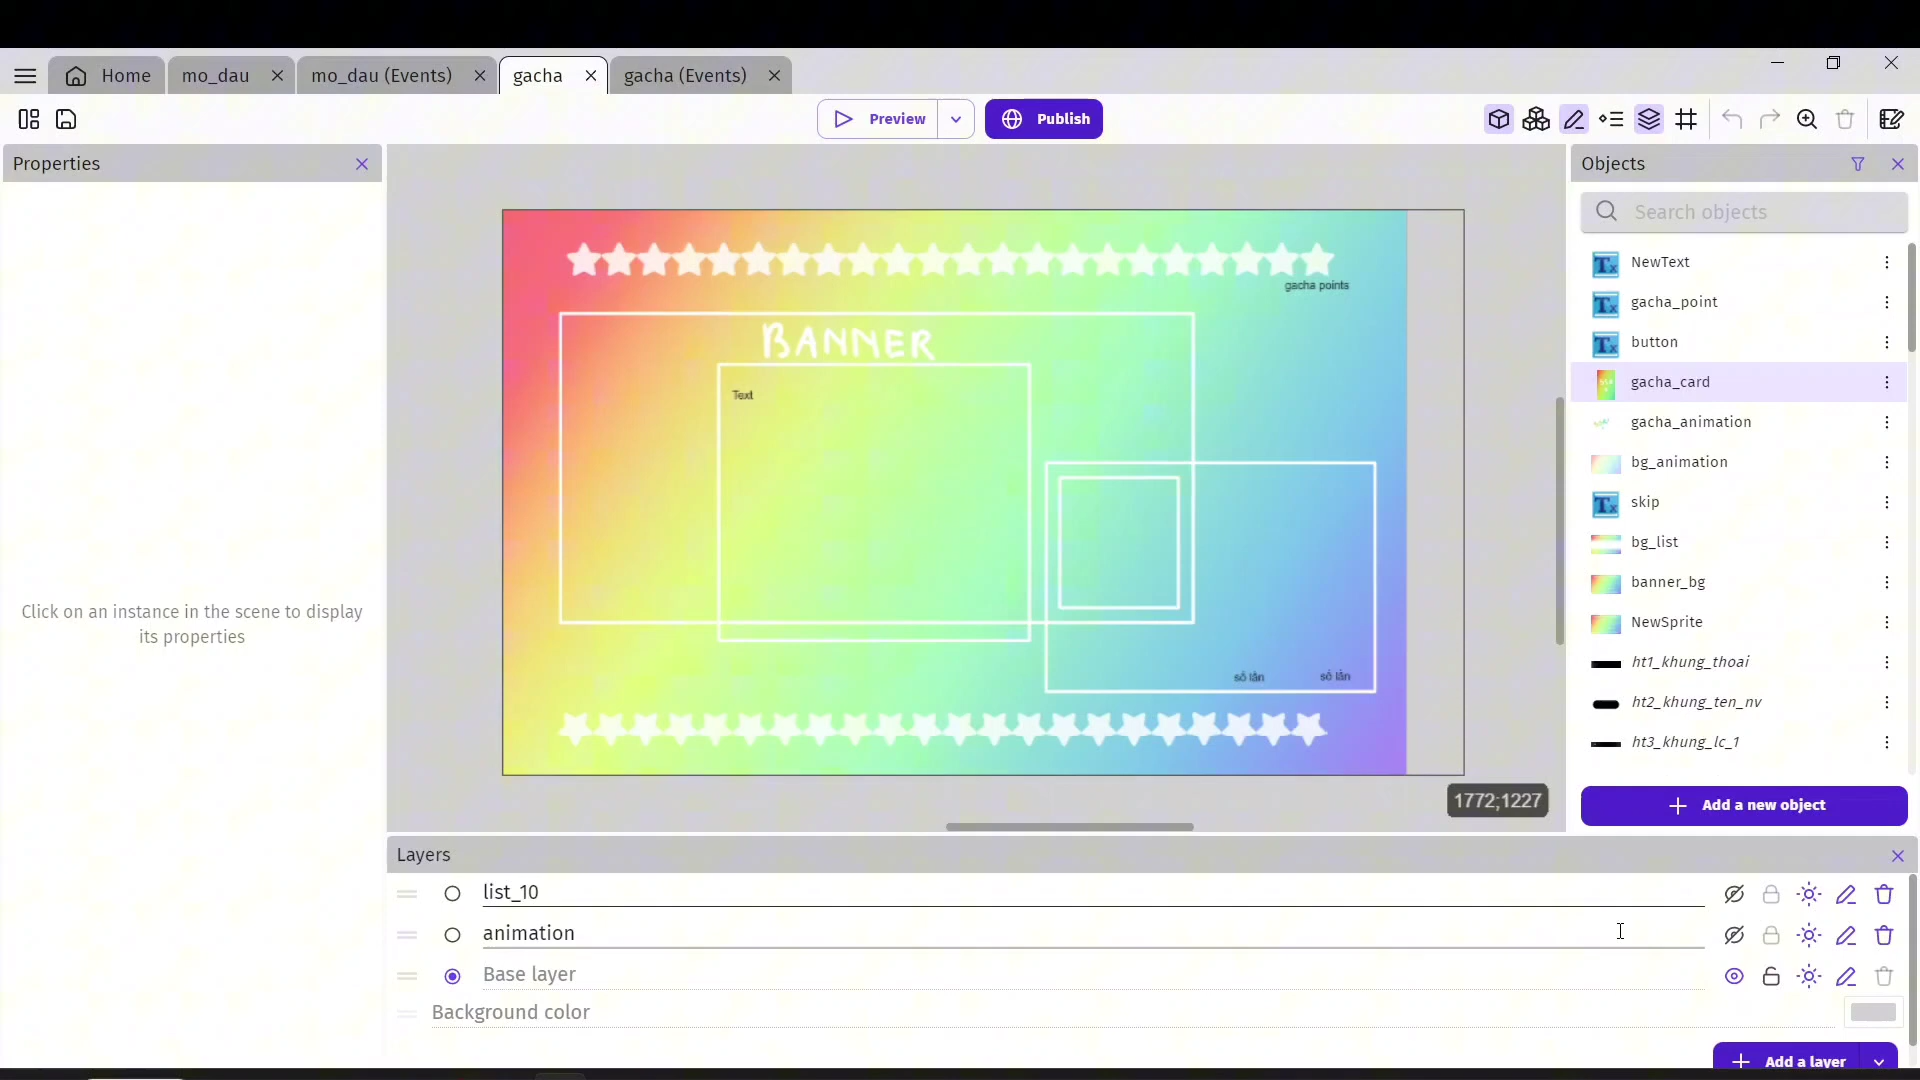 Home
mo_dau
mo_dau (Events)
gacha
gacha (Events)
Preview
Publish
Properties
Click on an instance in the scene to display
its properties
gacha points
BANNER
Text
số lần
số lần
1772;1227
Objects
Search objects
NewText
gacha_point
button
gacha_card
gacha_animation
bg_animation
skip
bg_list
banner_bg
NewSprite
ht1_khung_thoai
ht2_khung_ten_nv
ht3_khung_lc_1
Add a new object
Layers
list_10
animation
Base layer
Background color
Add a layer